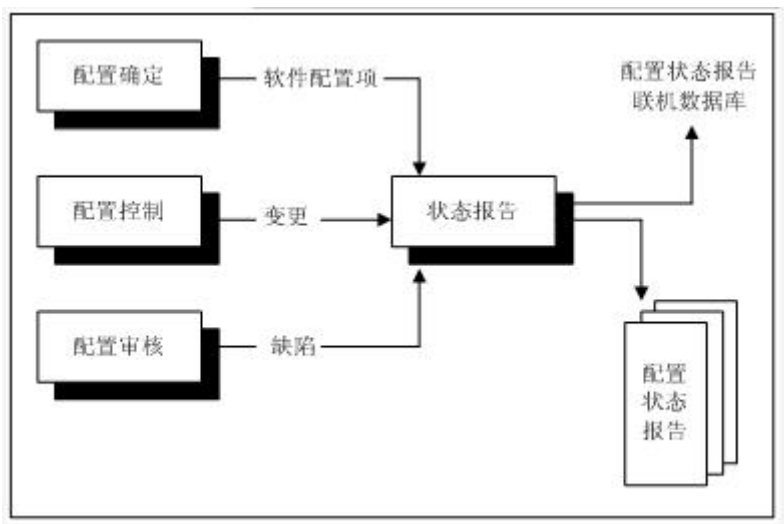 配置确定
软件配置项
配置状态报告
联机数据库
配置控制
变更
状态报告
配置审核
缺陷
配置
状态
报告